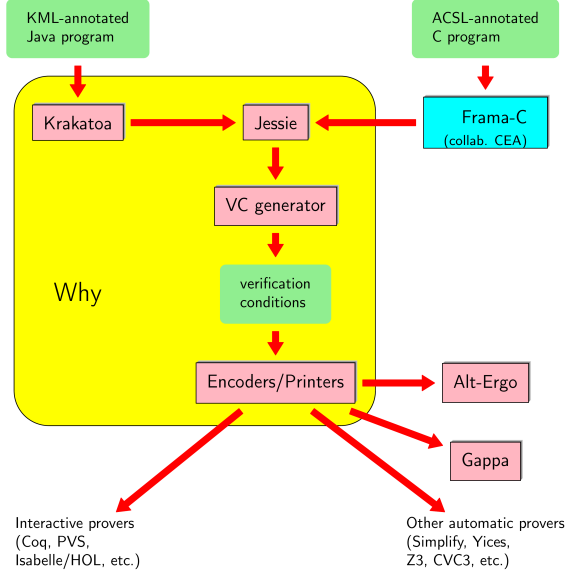 KML-annotated
Java program
ACSL-annotated
C program
Krakatoa
Jessie
Frama-C
(collab. CEA)
VC generator
Why
verification
conditions
Encoders/Printers
Alt-Ergo
Gappa
Interactive provers
(Coq, PVS,
Isabelle/HOL, etc.)
Other automatic provers
(Simplify, Yices,
Z3, CVC3, etc.)